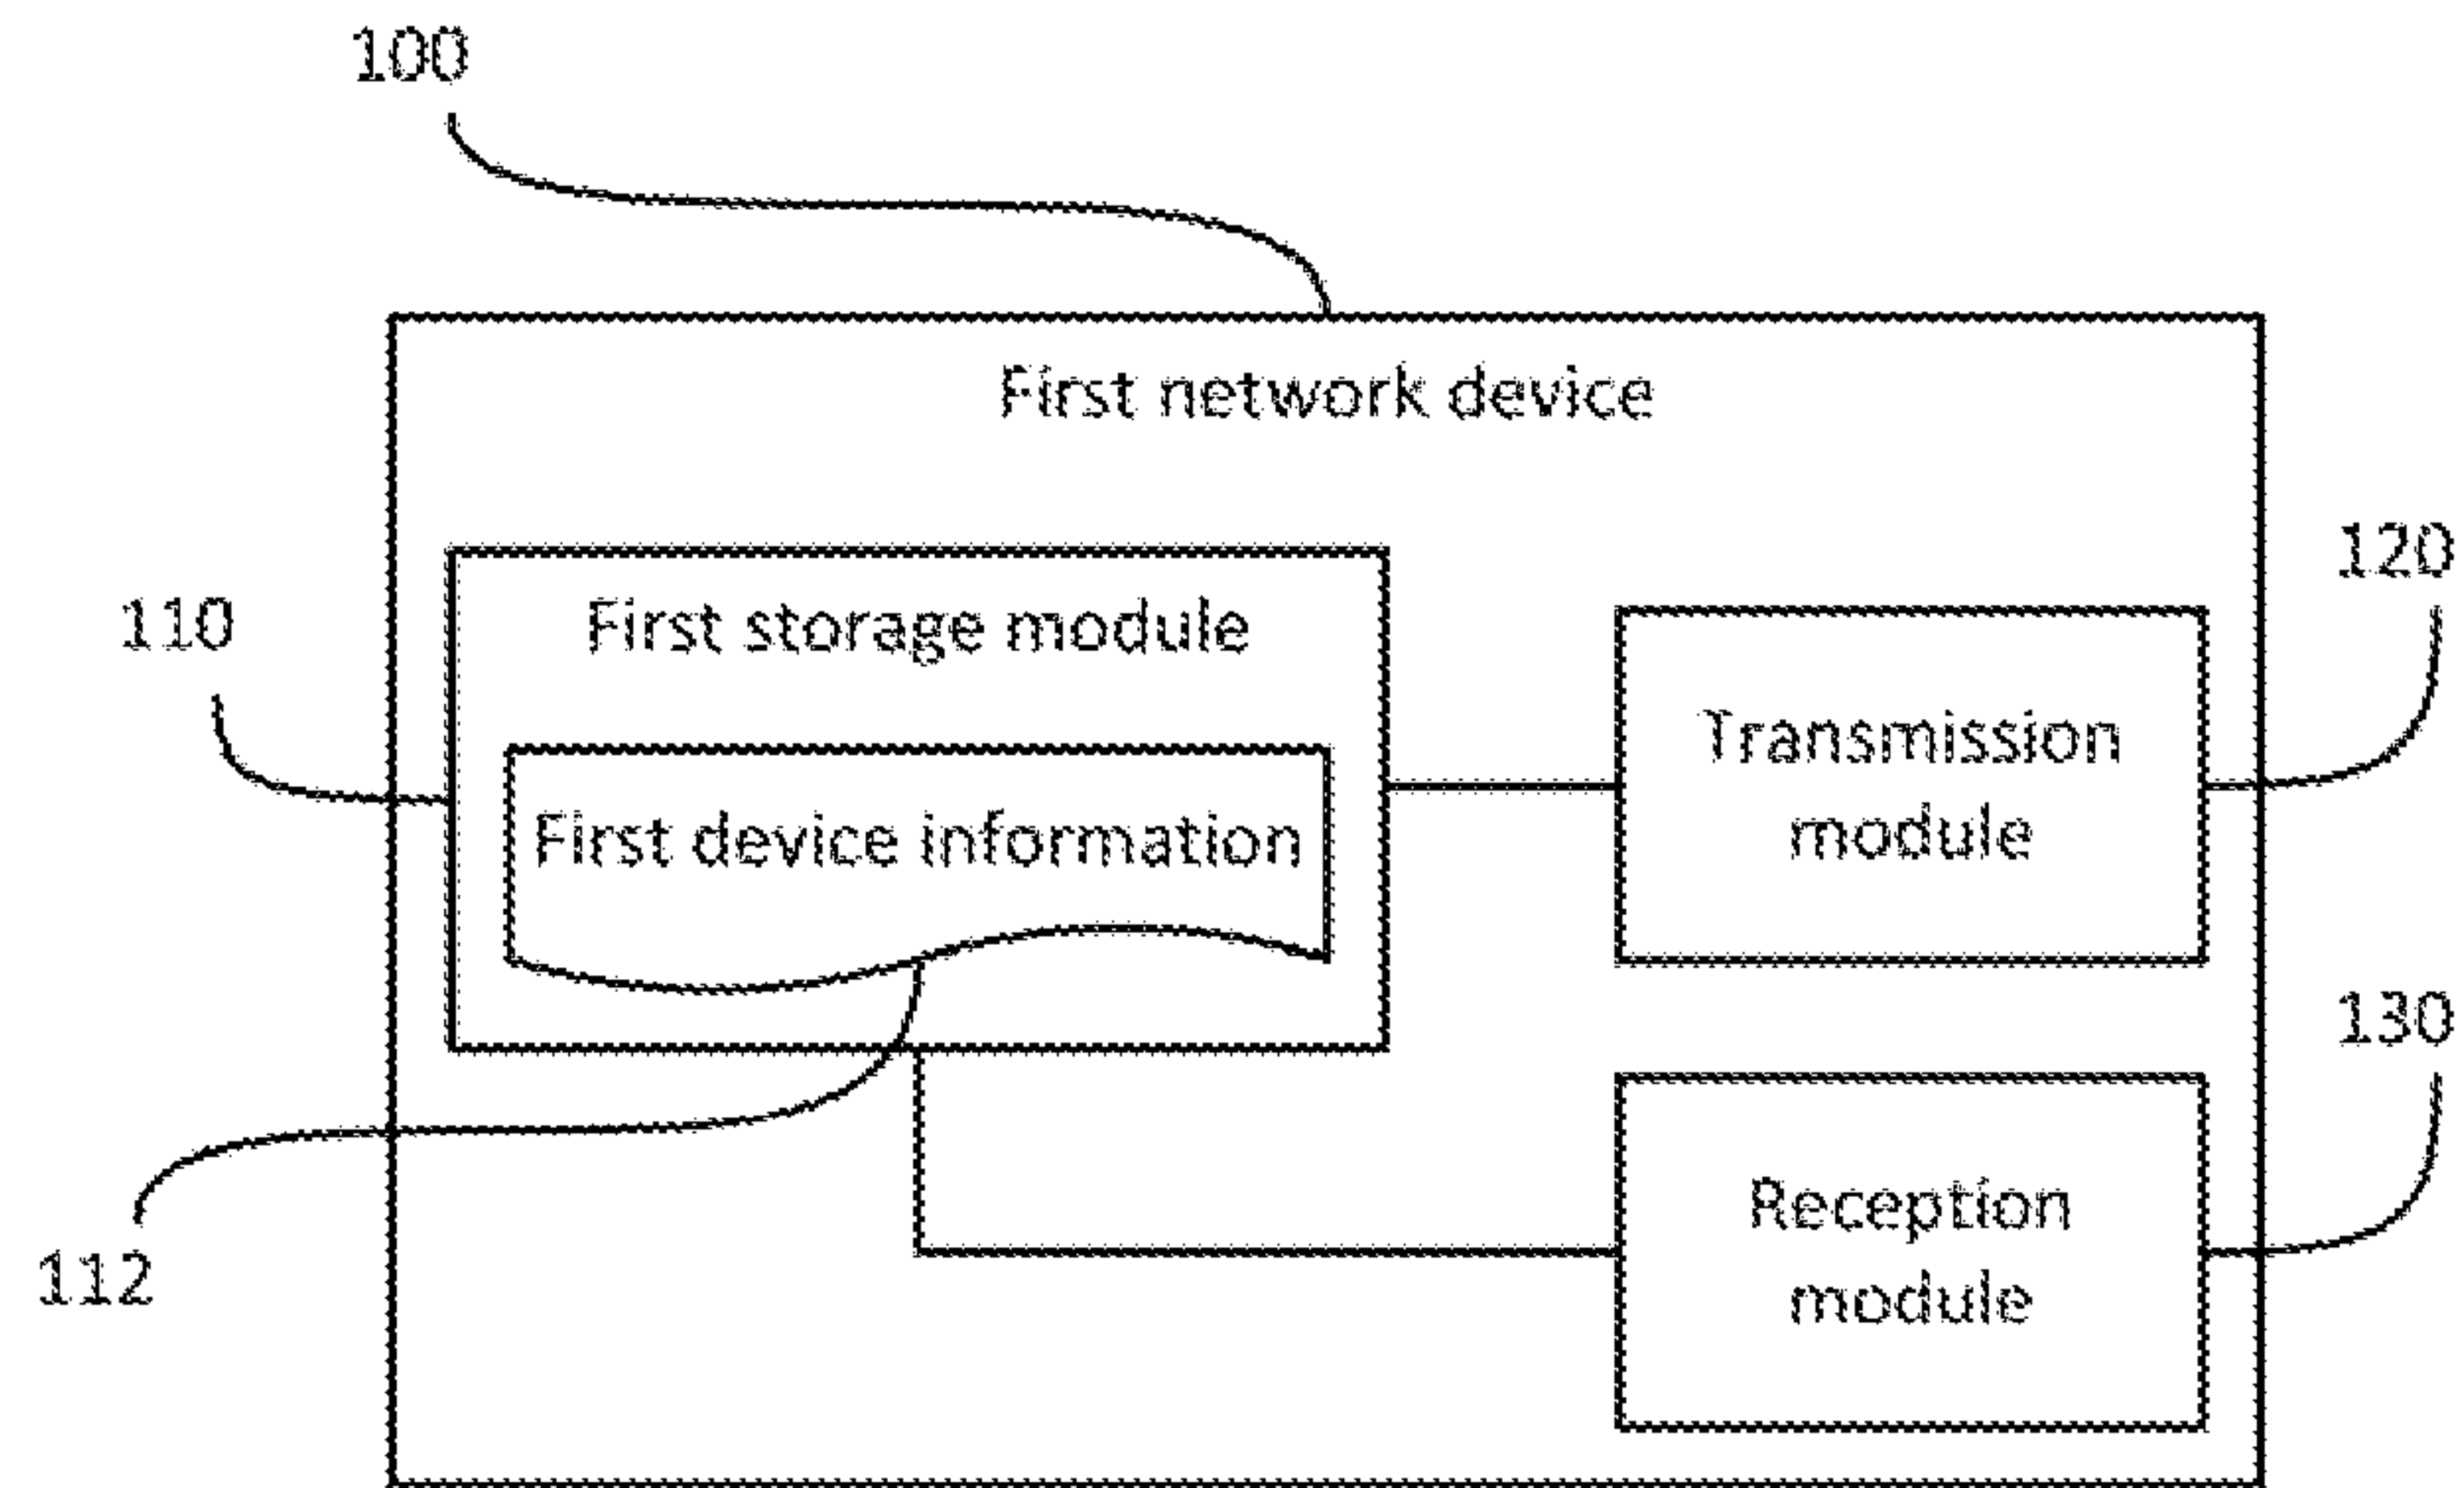 100
First network device
120
110
First storage module
Transmission
module
First device information
130
Reception
module
112